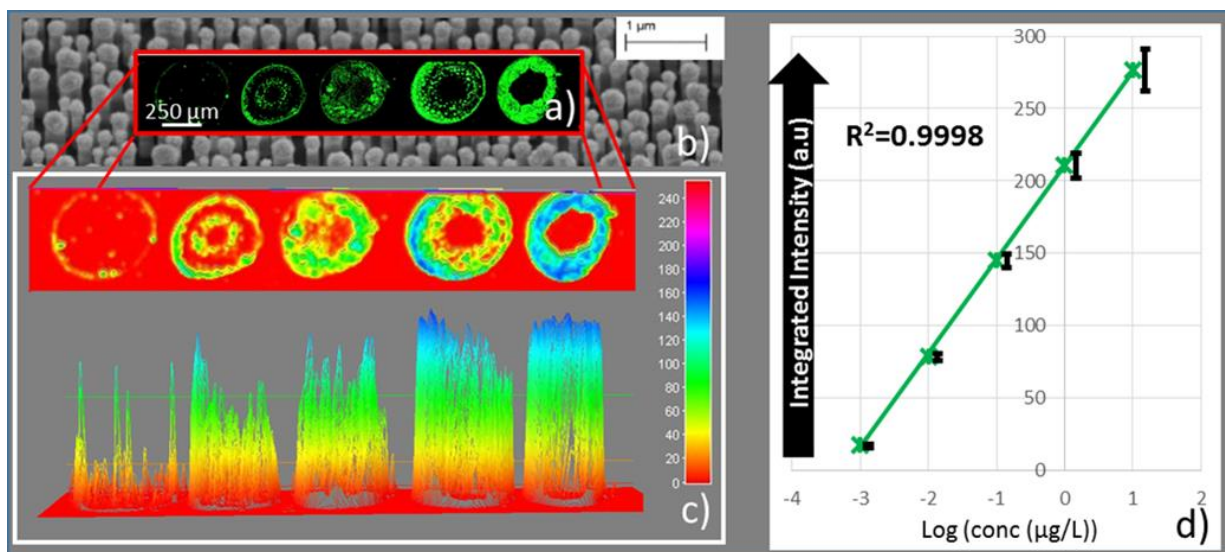 1 µm
250 µm
a)
b)
240
220
200
180
160
140
120
100
80
60
40
20
0
c)
300
250
200
150
100
50
0
Integrated Intensity (a.u)
R²=0.9998
-4 -3 -2 -1 0 1 2
Log (conc (µg/L))
d)